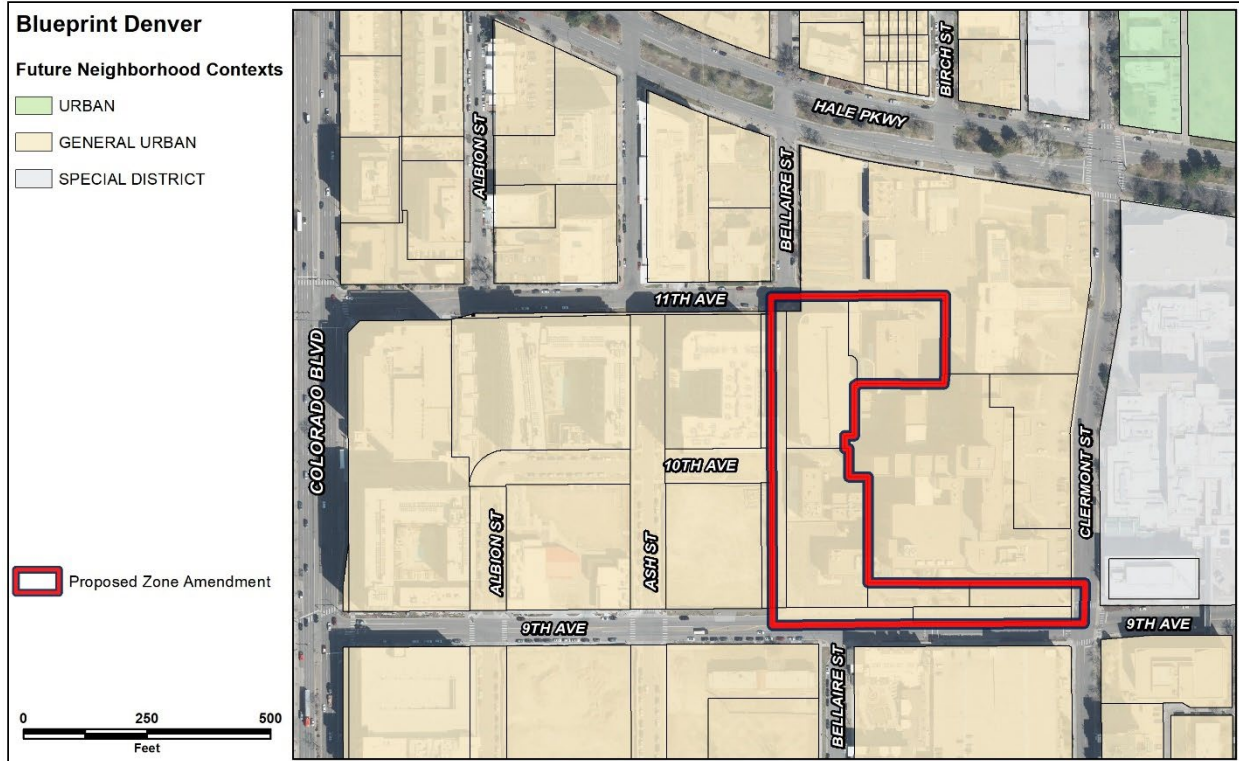 Blueprint Denver
Future Neighborhood Contexts
URBAN
GENERAL URBAN
SPECIAL DISTRICT
Proposed Zone Amendment
0 250 500
Feet
BIRCH ST
HALE PKWY
ALBION ST
BELLAIRE ST
11TH AVE
COLORADO BLVD
10TH AVE
CLERMONT ST
ALBION ST
ASH ST
9TH AVE
9TH AVE
BELLAIRE ST